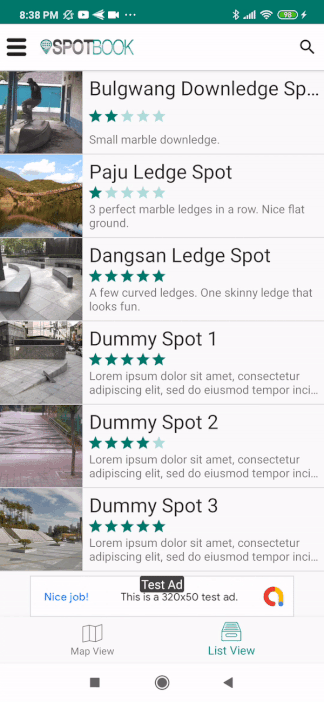 8:38 PM
98
SPOTBOOK
Bulgwang Downledge Sp...
Small marble downledge.
Paju Ledge Spot
3 perfect marble ledges in a row. Nice flat
ground.
Dangsan Ledge Spot
A few curved ledges. One skinny ledge that
looks fun.
Dummy Spot 1
Lorem ipsum dolor sit amet, consectetur
adipiscing elit, sed do eiusmod tempor inci...
Dummy Spot 2
Lorem ipsum dolor sit amet, consectetur
adipiscing elit, sed do eiusmod tempor inci...
Dummy Spot 3
Lorem ipsum dolor sit amet, consectetur
adipiscing elit, sed do eiusmod tempor inci...
Test Ad
Nice job! This is a 320x50 test ad.
Map View List View